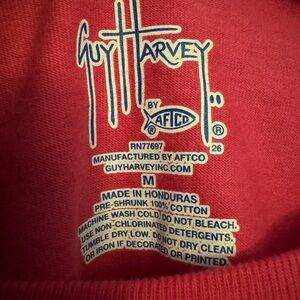 GUY HARVEY
BY
AFTCO
® ®
RN77697 26
MANUFACTURED BY AFTCO
GUYHARVEYINC.COM
M
MADE IN HONDURAS
PRE-SHRUNK 100% COTTON
MACHINE WASH COLD. DO NOT BLEACH.
USE NON-CHLORINATED DETERGENTS.
TUMBLE DRY LOW. DO NOT DRY CLEAN
OR IRON IF DECORATED OR PRINTED.